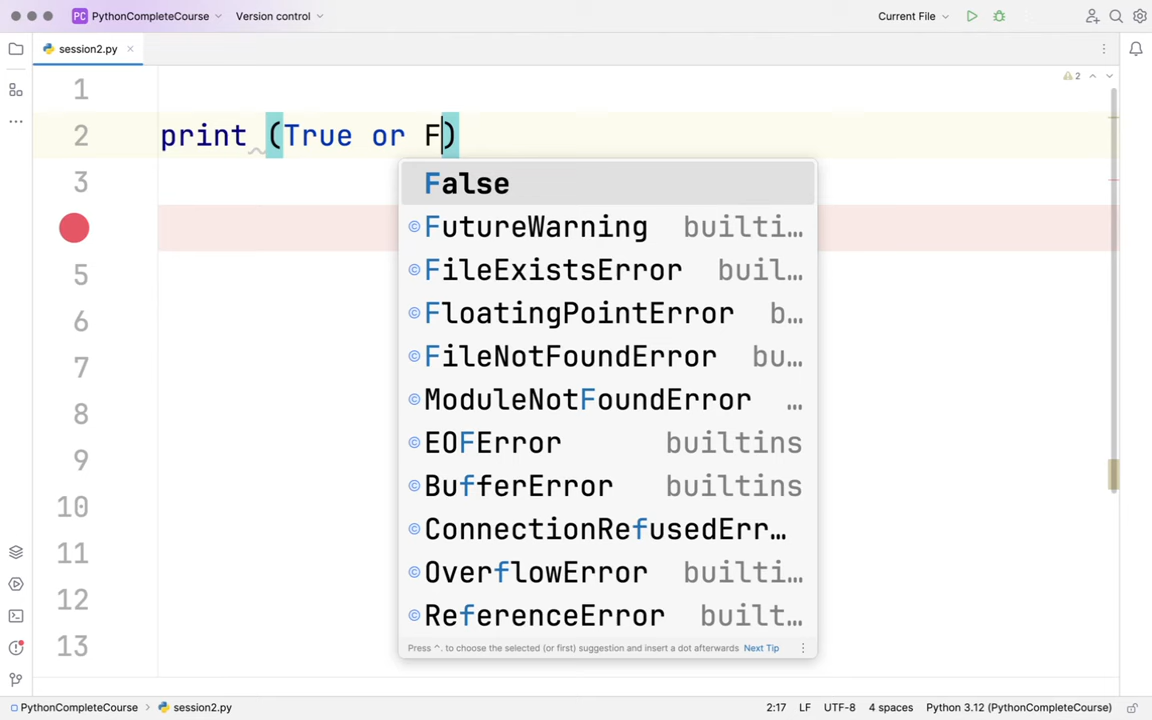 PC PythonCompleteCourse Version control Current File
session2.py
2
1
2 print (True or F)
3
5
6
7
8
9
10
11
12
13
False
FutureWarning builti…
FileExistsError buil…
FloatingPointError b…
FileNotFoundError bu…
ModuleNotFoundError …
EOFError builtins
BufferError builtins
ConnectionRefusedErr…
OverflowError builti…
ReferenceError built…
Press ^. to choose the selected (or first) suggestion and insert a dot afterwards Next Tip
PythonCompleteCourse > session2.py 2:17 LF UTF-8 4 spaces Python 3.12 (PythonCompleteCourse)